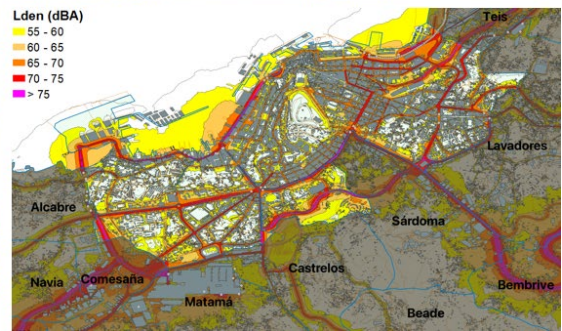 Lden (dBA)
55 - 60
60 - 65
65 - 70
70 - 75
> 75
Teis
Lavadores
Alcabre
Sárdoma
Navia
Comesaña
Castrelos
Bembrive
Matamá
Beade